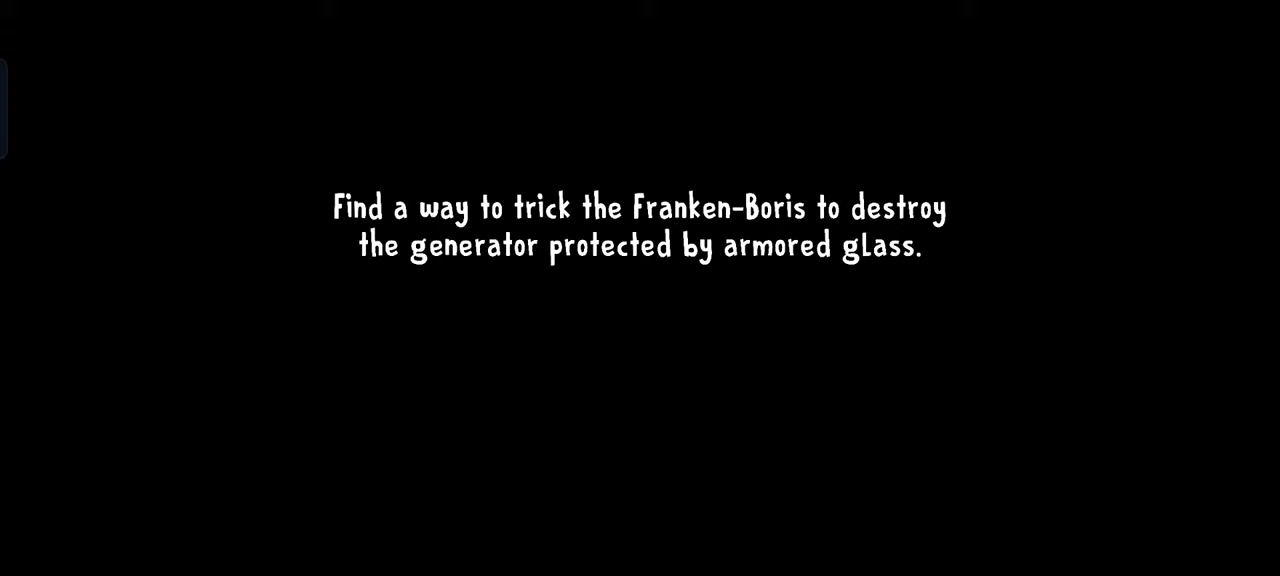 Find a way to trick the Franken-Boris to destroy
the generator protected by armored glass.